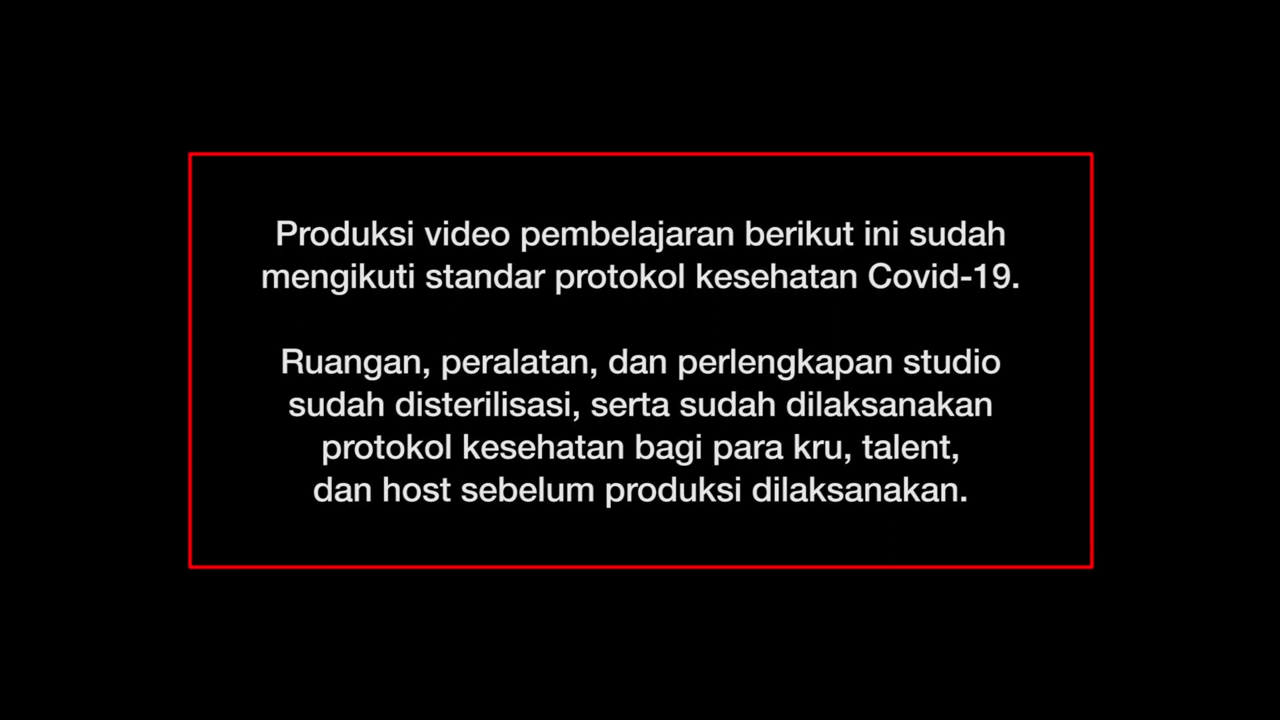 Produksi video pembelajaran berikut ini sudah
mengikuti standar protokol kesehatan Covid-19.
Ruangan, peralatan, dan perlengkapan studio
sudah disterilisasi, serta sudah dilaksanakan
protokol kesehatan bagi para kru, talent,
dan host sebelum produksi dilaksanakan.